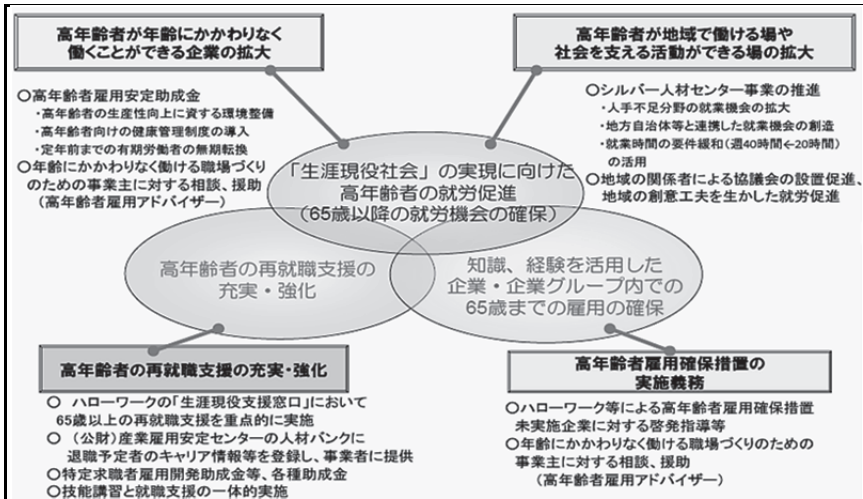 高年齢者が年齢にかかわりなく
働くことができる企業の拡大
〇高年齢者雇用安定助成金
・高年齢者の生産性向上に資する環境整備
・高年齢者向けの健康管理制度の導入
・定年前までの有期労働者の無期転換
〇年齢にかかわりなく働ける職場づくり
のための事業主に対する相談、援助
(高年齢者雇用アドバイザー)
高年齢者が地域で働ける場や
社会を支える活動ができる場の拡大
〇シルバー人材センター事業の推進
・人手不足分野の就業機会の拡大
・地方自治体等と連携した就業機会の創造
・就業時間の要件緩和(週40時間←20時間)
の活用
〇地域の関係者による協議会の設置促進、
地域の創意工夫を生かした就労促進
「生涯現役社会」の実現に向けた
高年齢者の就労促進
(65歳以降の就労機会の確保)
高年齢者の再就職支援の
充実・強化
知識、経験を活用した
企業・企業グループ内での
65歳までの雇用の確保
高年齢者の再就職支援の充実・強化
〇 ハローワークの「生涯現役支援窓口」において
65歳以上の再就職支援を重点的に実施
〇 (公財)産業雇用安定センターの人材バンクに
退職予定者のキャリア情報等を登録し、事業者に提供
〇特定求職者雇用開発助成金等、各種助成金
〇技能講習と就職支援の一体的実施
高年齢者雇用確保措置の
実施義務
〇ハローワーク等による高年齢者雇用確保措置
未実施企業に対する啓発指導等
〇年齢にかかわりなく働ける職場づくりのための
事業主に対する相談、援助
(高年齢者雇用アドバイザー)